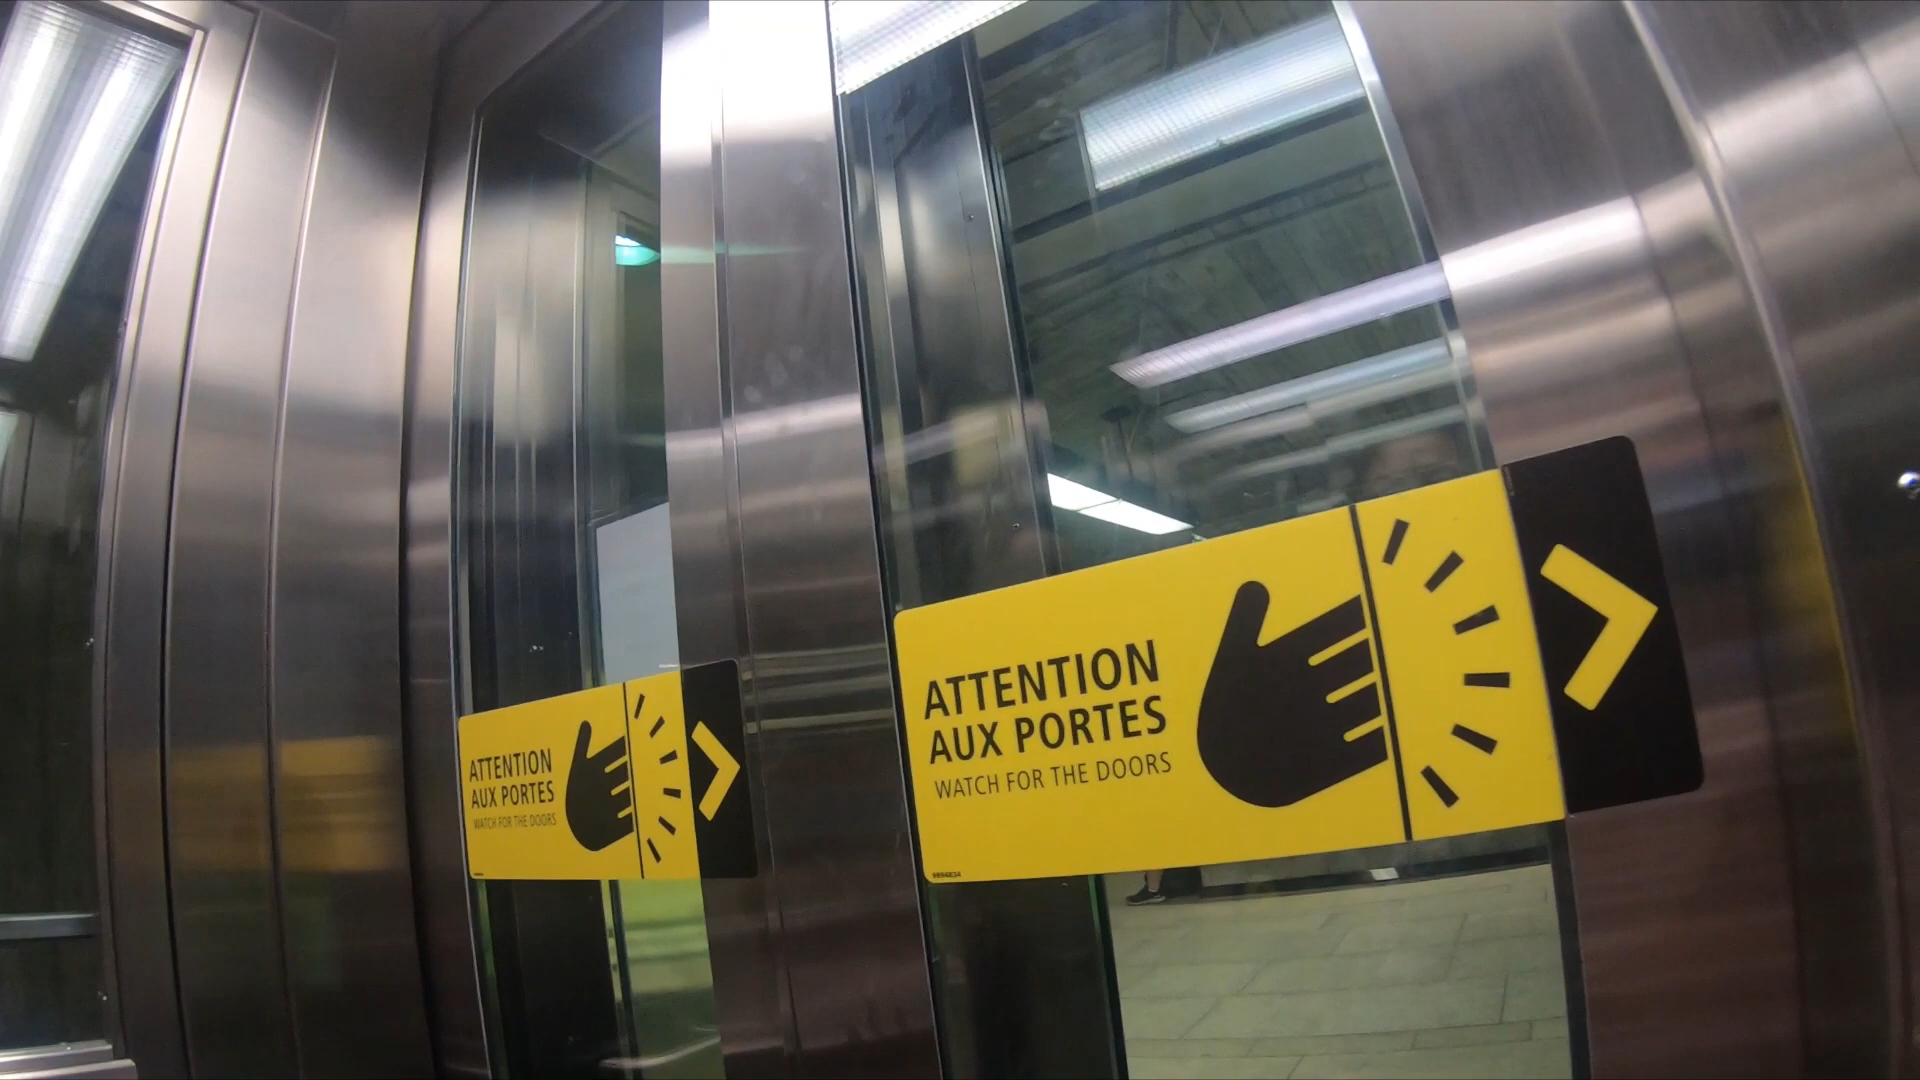 ATTENTION
AUX PORTES
WATCH FOR THE DOORS
ATTENTION
AUX PORTES
WATCH FOR THE DOORS